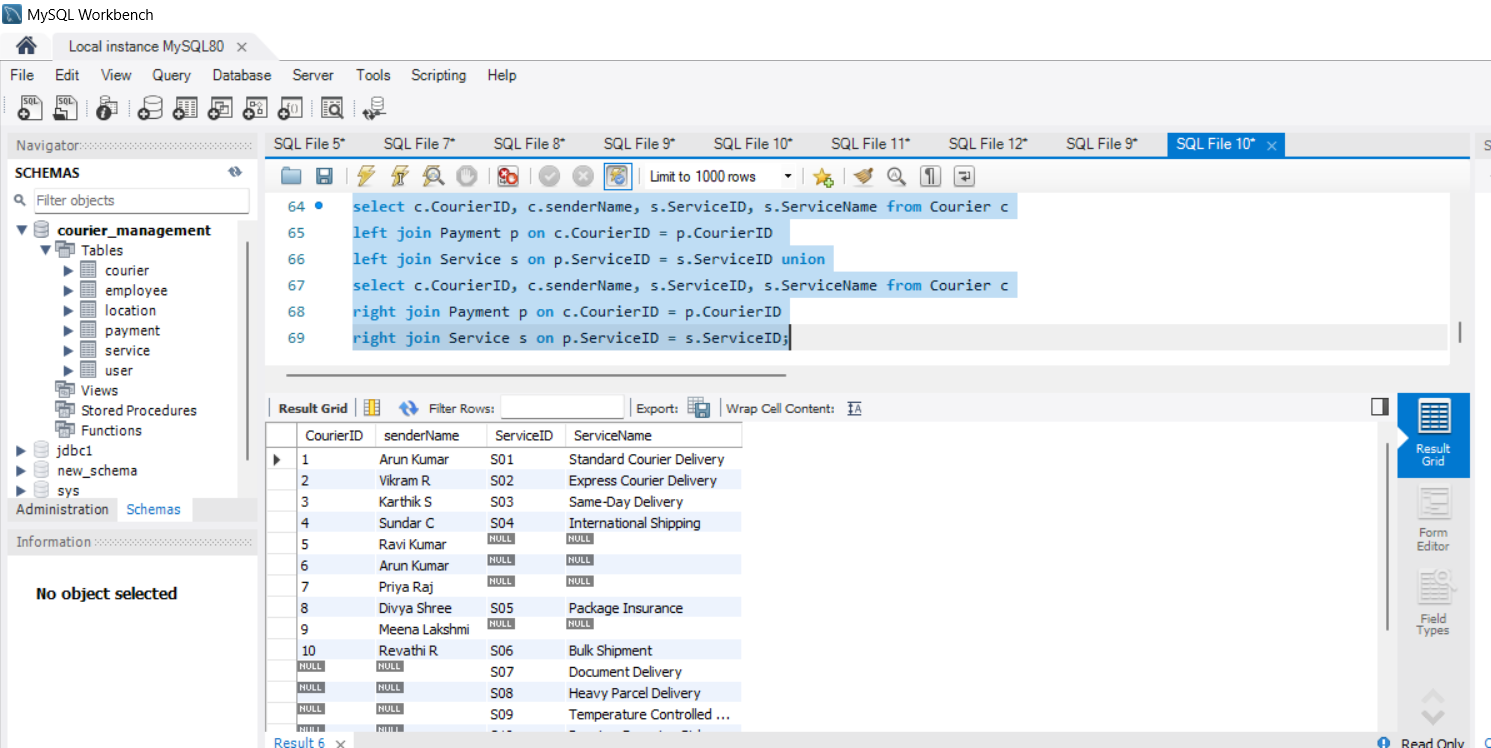 MySQL Workbench
Local instance MySQL80
File Edit View Query Database Server Tools Scripting Help
Navigator
SCHEMAS
Filter objects
courier_management
Tables
courier
employee
location
payment
service
user
Views
Stored Procedures
Functions
jdbc1
new_schema
sys
Administration Schemas
Information
No object selected
SQL File 5* SQL File 7* SQL File 8* SQL File 9* SQL File 10* SQL File 11* SQL File 12* SQL File 9* SQL File 10*
Limit to 1000 rows
64 select c.CourierID, c.senderName, s.ServiceID, s.ServiceName from Courier c
65 left join Payment p on c.CourierID = p.CourierID
66 left join Service s on p.ServiceID = s.ServiceID union
67 select c.CourierID, c.senderName, s.ServiceID, s.ServiceName from Courier c
68 right join Payment p on c.CourierID = p.CourierID
69 right join Service s on p.ServiceID = s.ServiceID;
Result Grid Filter Rows: Export: Wrap Cell Content:
CourierID senderName ServiceID ServiceName
1 Arun Kumar S01 Standard Courier Delivery
2 Vikram R S02 Express Courier Delivery
3 Karthik S S03 Same-Day Delivery
4 Sundar C S04 International Shipping
5 Ravi Kumar NULL NULL
6 Arun Kumar NULL NULL
7 Priya Raj NULL NULL
8 Divya Shree S05 Package Insurance
9 Meena Lakshmi NULL NULL
10 Revathi R S06 Bulk Shipment
NULL NULL S07 Document Delivery
NULL NULL S08 Heavy Parcel Delivery
NULL NULL S09 Temperature Controlled ...
NULL NULL
Result 6
Result
Grid
Form
Editor
Field
Types
Read Only